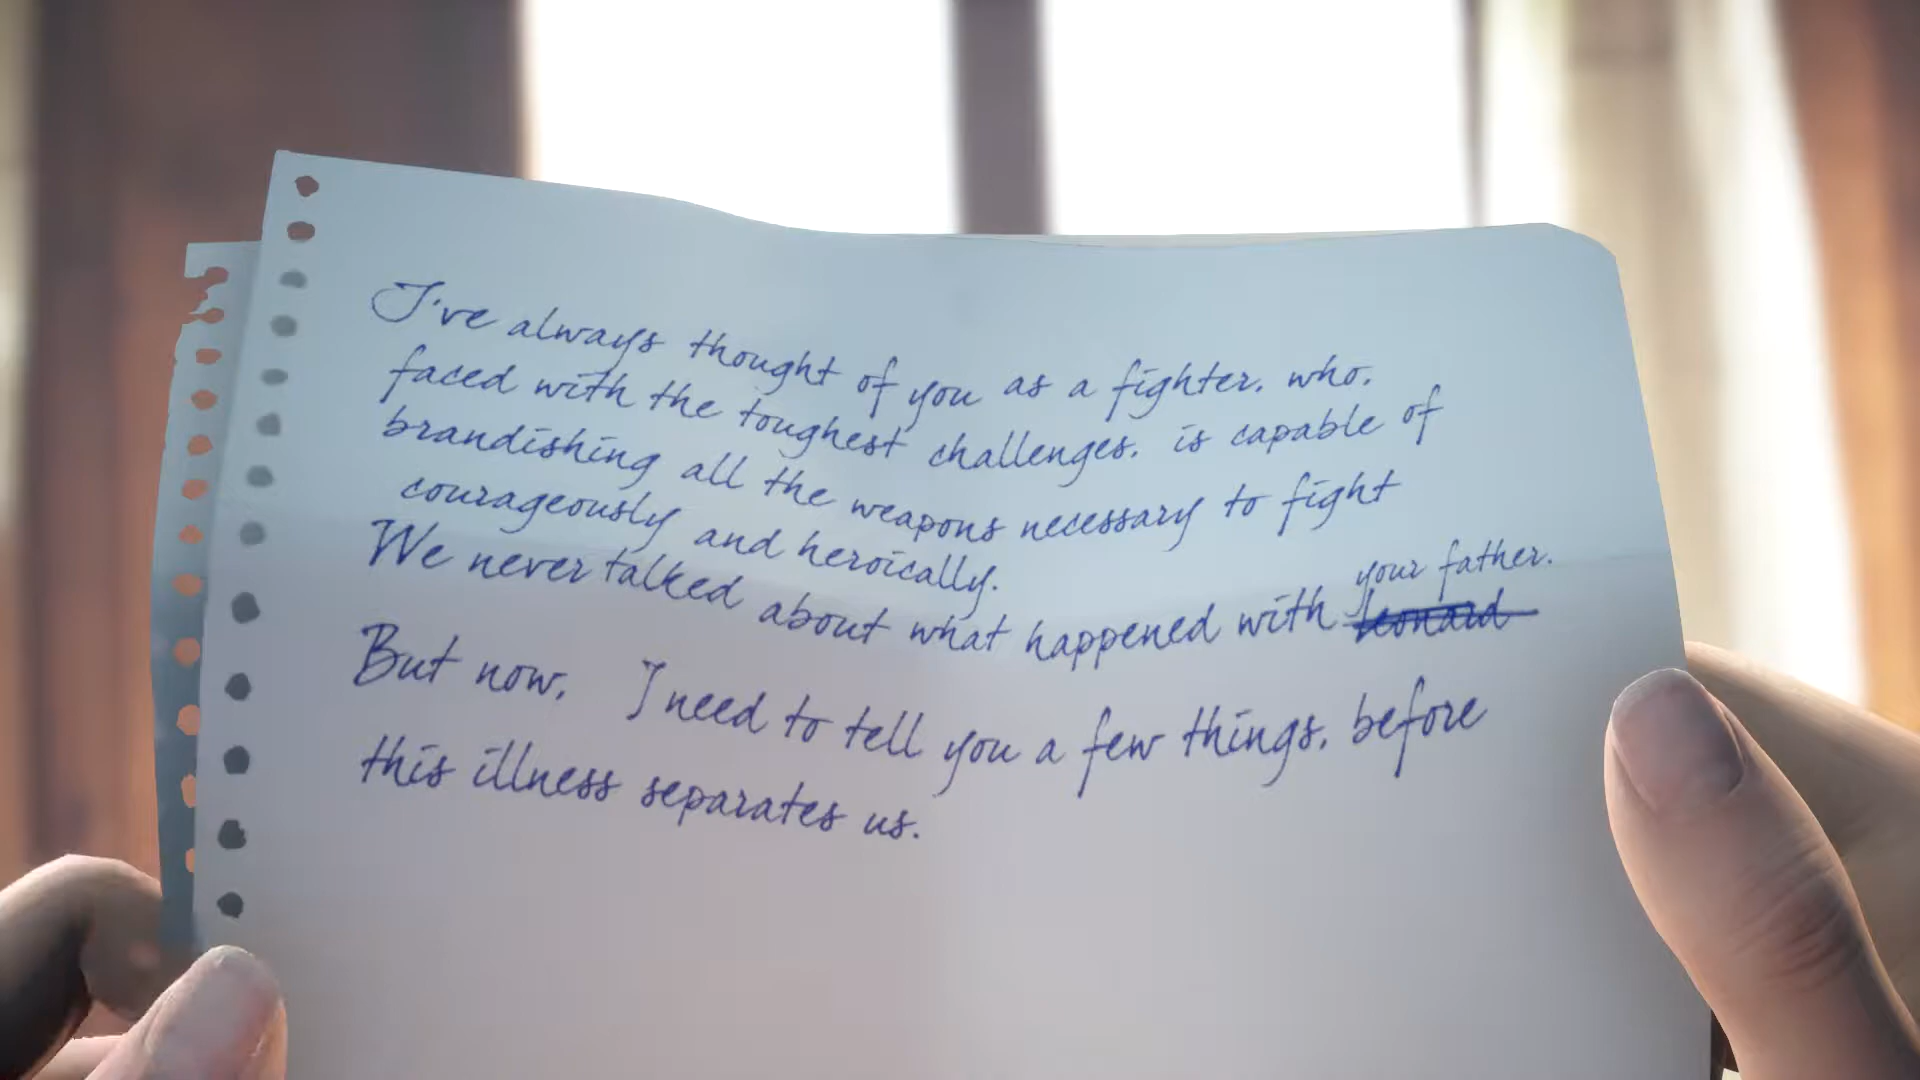 I've always thought of you as a fighter, who,
faced with the toughest challenges, is capable of
brandishing all the weapons necessary to fight
courageously and heroically.
We never talked about what happened with leonard your father.
But now, I need to tell you a few things, before
this illness separates us.